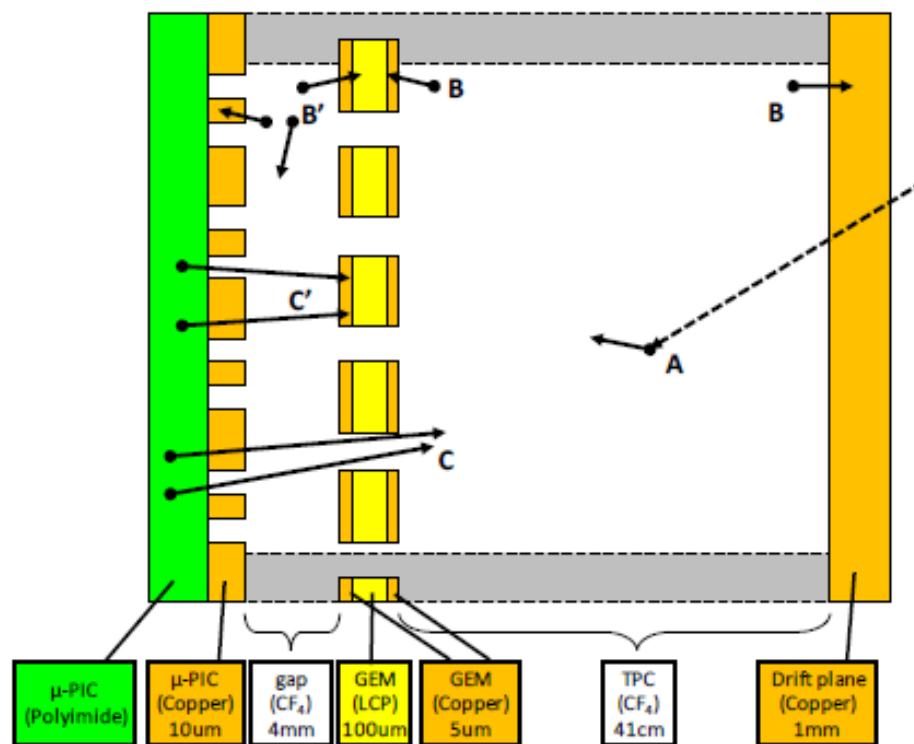 B
B'
B
C'
A
C
μ-PIC
(Polyimide)
μ-PIC
(Copper)
10um
gap
(CF₄)
4mm
GEM
(LCP)
100um
GEM
(Copper)
5um
TPC
(CF₄)
41cm
Drift plane
(Copper)
1mm